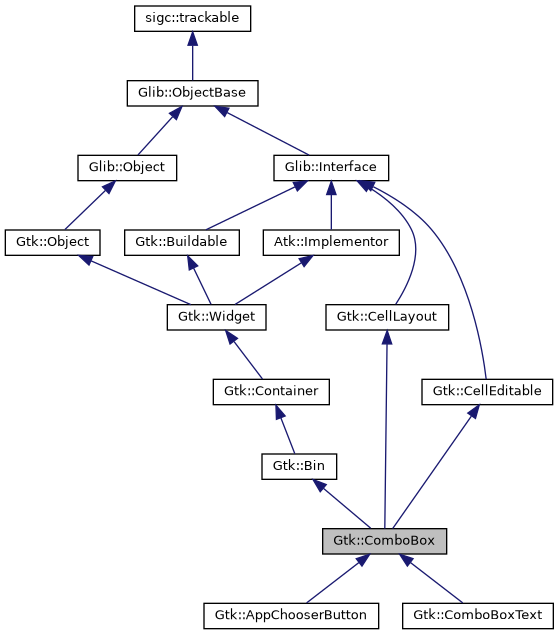 sigc::trackable
Glib::ObjectBase
Glib::Object
Glib::Interface
Gtk::Object
Gtk::Buildable
Atk::Implementor
Gtk::Widget
Gtk::CellLayout
Gtk::Container
Gtk::CellEditable
Gtk::Bin
Gtk::ComboBox
Gtk::AppChooserButton
Gtk::ComboBoxText